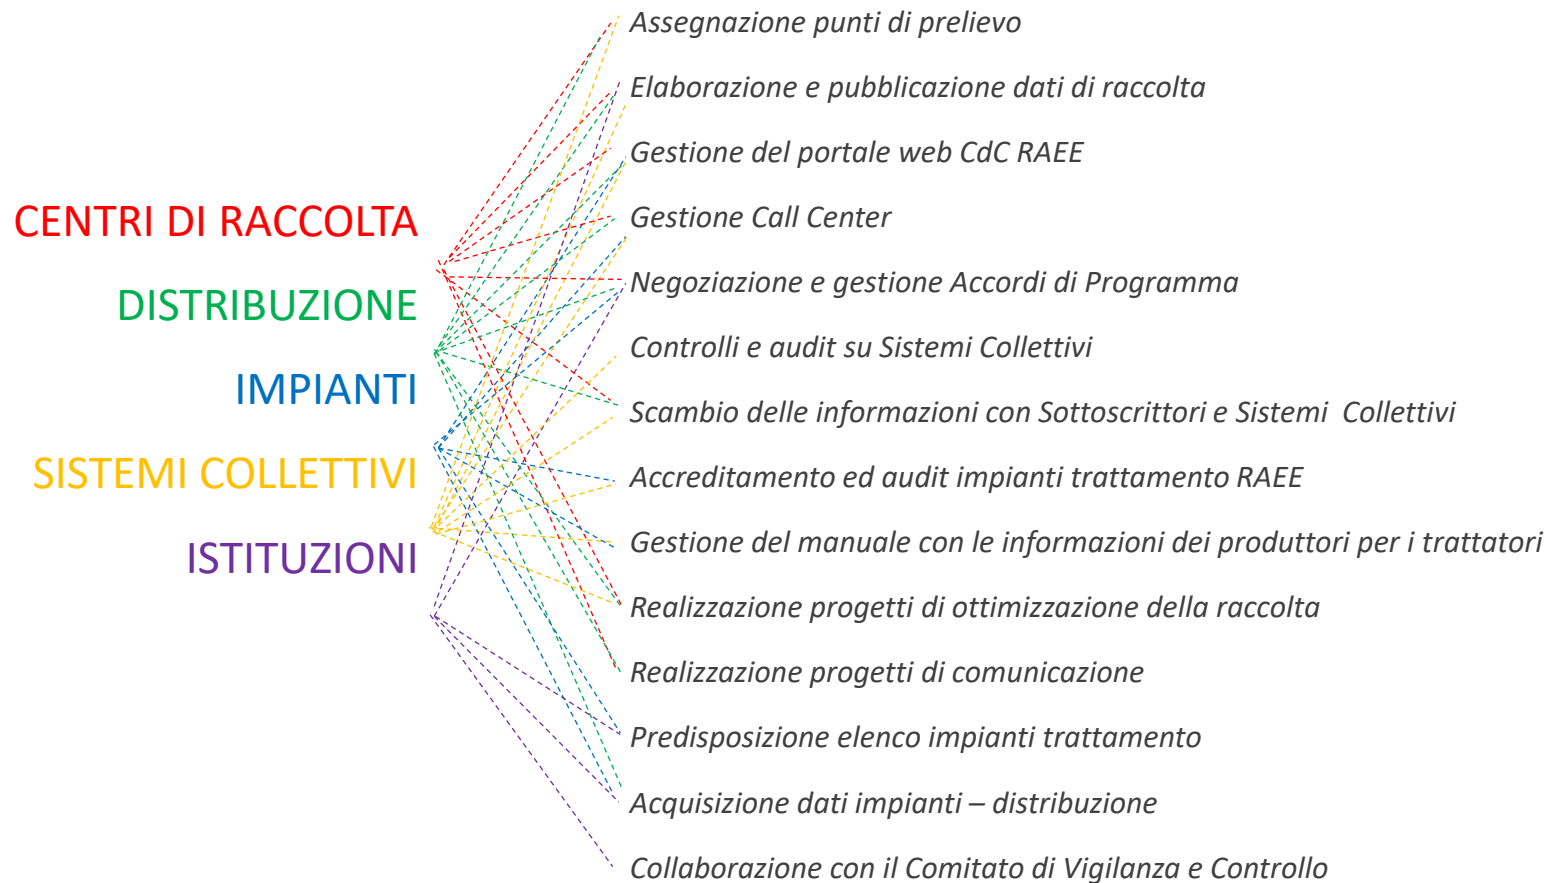 CENTRI DI RACCOLTA
DISTRIBUZIONE
IMPIANTI
SISTEMI COLLETTIVI
ISTITUZIONI
Assegnazione punti di prelievo
Elaborazione e pubblicazione dati di raccolta
Gestione del portale web CdC RAEE
Gestione Call Center
Negoziazione e gestione Accordi di Programma
Controlli e audit su Sistemi Collettivi
Scambio delle informazioni con Sottoscrittori e Sistemi  Collettivi
Accreditamento ed audit impianti trattamento RAEE
Gestione del manuale con le informazioni dei produttori per i trattatori
Realizzazione progetti di ottimizzazione della raccolta
Realizzazione progetti di comunicazione
Predisposizione elenco impianti trattamento
Acquisizione dati impianti – distribuzione
Collaborazione con il Comitato di Vigilanza e Controllo